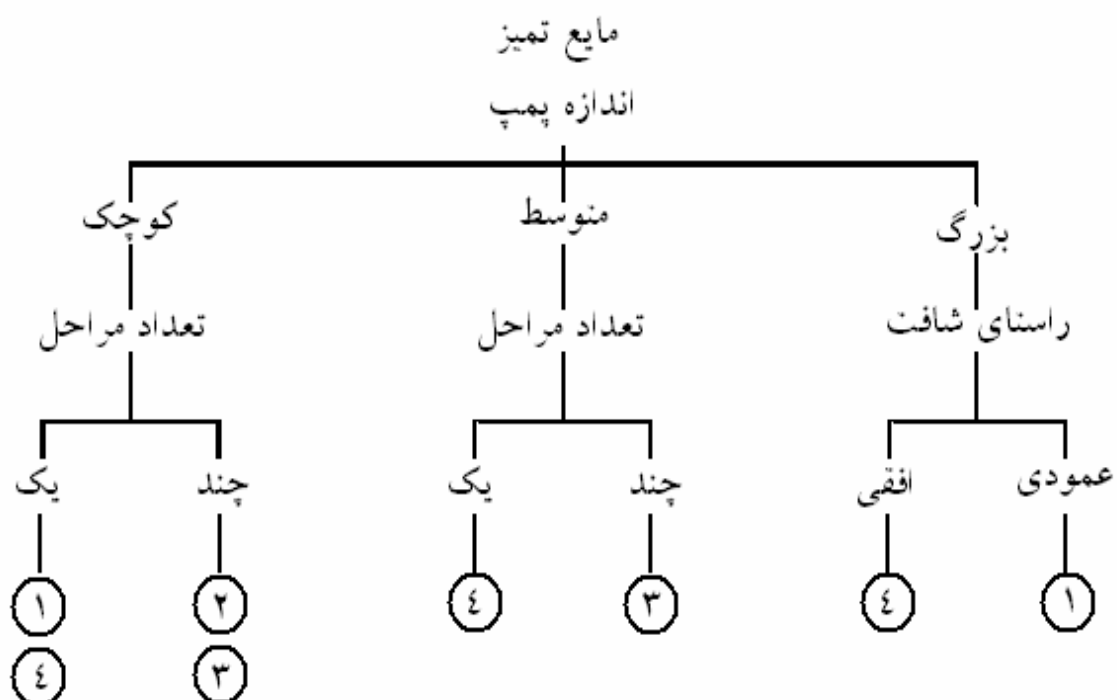 مایع تمیز
اندازه پمپ
بزرگ
متوسط
کوچک
راستای شافت
تعداد مراحل
تعداد مراحل
عمودی
افقی
چند
یک
چند
یک
۱
٤
۳
٤
۲
۱
۳
٤